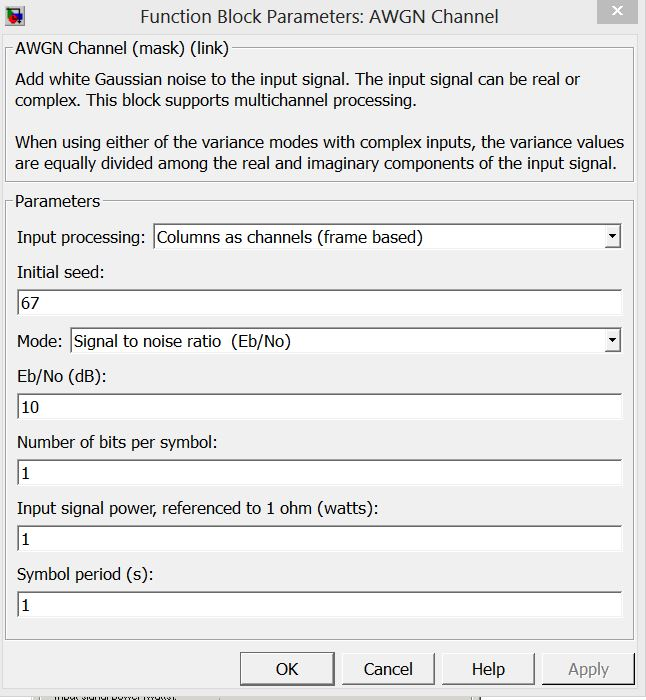 Function Block Parameters: AWGN Channel
AWGN Channel (mask) (link)
Add white Gaussian noise to the input signal. The input signal can be real or
complex. This block supports multichannel processing.
When using either of the variance modes with complex inputs, the variance values
are equally divided among the real and imaginary components of the input signal.
Parameters
Input processing: Columns as channels (frame based)
Initial seed:
67
Mode: Signal to noise ratio (Eb/No)
Eb/No (dB):
10
Number of bits per symbol:
1
Input signal power, referenced to 1 ohm (watts):
1
Symbol period (s):
1
OK Cancel Help Apply
Input signal power (watts):